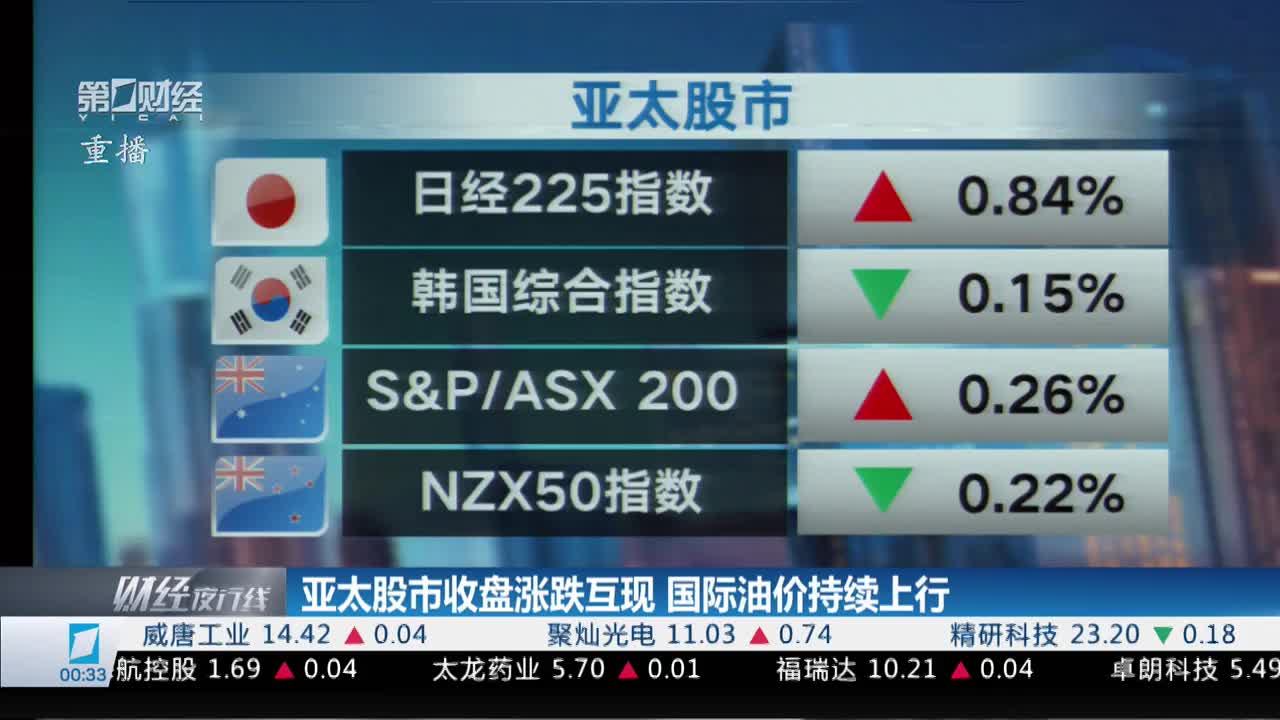 第一财经
YICAI
重播
亚太股市
日经225指数 ▲ 0.84%
韩国综合指数 ▼ 0.15%
S&P/ASX 200 ▲ 0.26%
NZX50指数 ▼ 0.22%
财经夜行线
亚太股市收盘涨跌互现 国际油价持续上行
威唐工业 14.42 ▲ 0.04 聚灿光电 11.03 ▲ 0.74 精研科技 23.20 ▼ 0.18
00:33
航控股 1.69 ▲ 0.04 太龙药业 5.70 ▲ 0.01 福瑞达 10.21 ▲ 0.04 卓朗科技 5.49